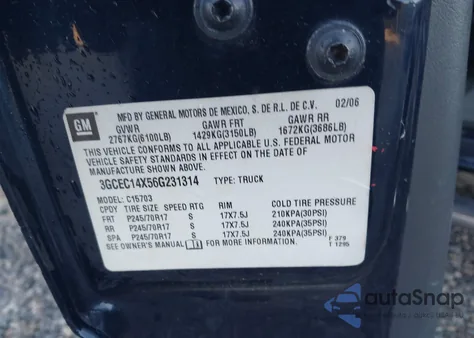 GM
MFD BY GENERAL MOTORS DE MEXICO, S. DE R.L. DE C.V. 02/06
GVWR GAWR FRT GAWR RR
2767KG(6100LB) 1429KG(3150LB) 1672KG(3686LB)
THIS VEHICLE CONFORMS TO ALL APPLICABLE U.S. FEDERAL MOTOR
VEHICLE SAFETY STANDARDS IN EFFECT ON THE DATE OF
MANUFACTURE SHOWN ABOVE.
3GCEC14X56G231314 TYPE: TRUCK
MODEL: C15703
CPDY TIRE SIZE SPEED RTG RIM COLD TIRE PRESSURE
FRT P245/70R17 S 17X7.5J 210KPA(30PSI)
RR P245/70R17 S 17X7.5J 240KPA(35PSI)
SPA P245/70R17 S 17X7.5J 240KPA(35PSI)
SEE OWNER'S MANUAL FOR MORE INFORMATION.
F 379
T 1295
autaSnap